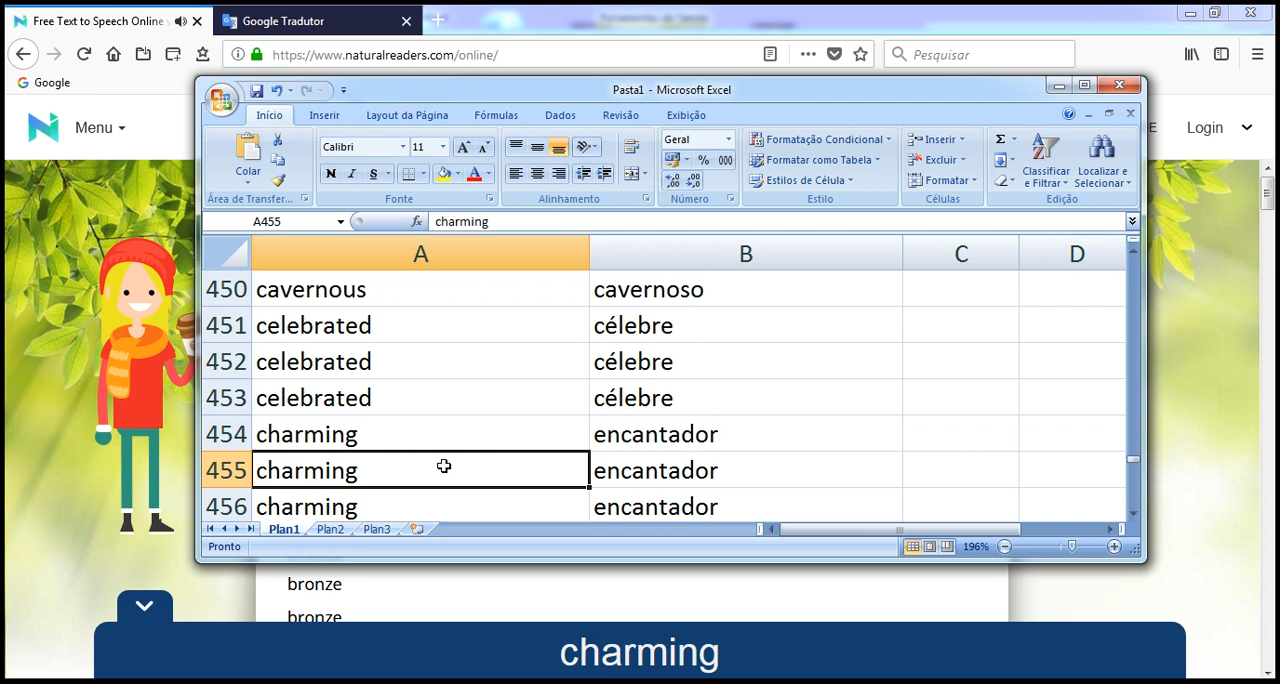 Free Text to Speech Online
Google Tradutor
https://www.naturalreaders.com/online/
Pesquisar
Google
Pasta1 - Microsoft Excel
Menu
E
Login
Início Inserir Layout da Página Fórmulas Dados Revisão Exibição
Colar
Calibri 11
N I S
Geral
% 000
Formatação Condicional
Formatar como Tabela
Estilos de Célula
Inserir
Excluir
Formatar
Classificar e Filtrar
Localizar e Selecionar
Área de Transfer... Fonte Alinhamento Número Estilo Células Edição
A455 fx charming
A B C D
450 cavernous cavernoso
451 celebrated célebre
452 celebrated célebre
453 celebrated célebre
454 charming encantador
455 charming encantador
456 charming encantador
Plan1 Plan2 Plan3
Pronto 196%
bronze
bronze
charming